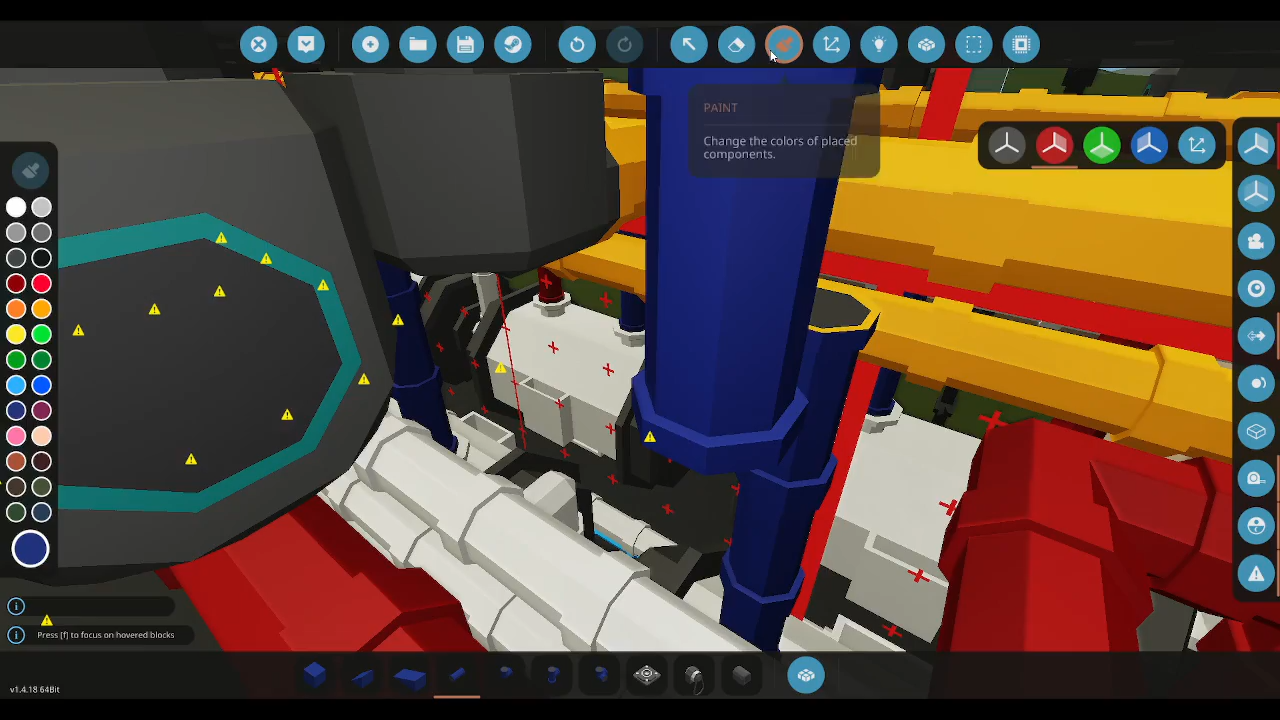 PAINT
Change the colors of placed
components.
Press [f] to focus on hovered blocks
v1.4.18 64Bit